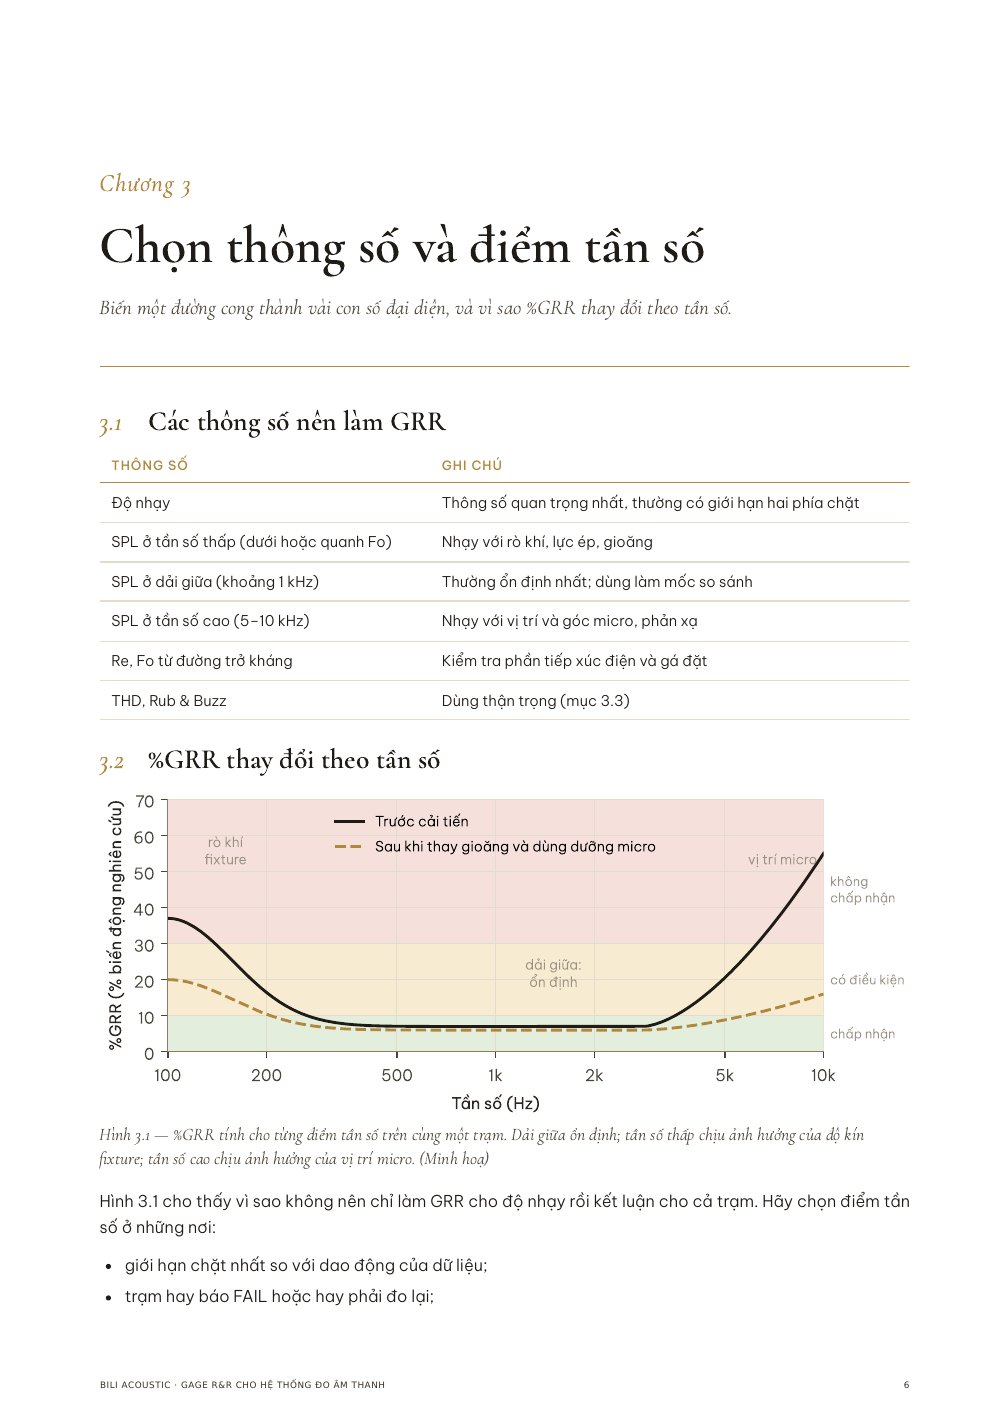 Chương 3
Chọn thông số và điểm tần số
Biến một đường cong thành vài con số đại diện, và vì sao %GRR thay đổi theo tần số.
3.1 Các thông số nên làm GRR
THÔNG SỐ GHI CHÚ
Độ nhạy Thông số quan trọng nhất, thường có giới hạn hai phía chặt
SPL ở tần số thấp (dưới hoặc quanh Fo) Nhạy với rò khí, lực ép, gioăng
SPL ở dải giữa (khoảng 1 kHz) Thường ổn định nhất; dùng làm mốc so sánh
SPL ở tần số cao (5–10 kHz) Nhạy với vị trí và góc micro, phản xạ
Re, Fo từ đường trở kháng Kiểm tra phần tiếp xúc điện và gá đặt
THD, Rub & Buzz Dùng thận trọng (mục 3.3)
3.2 %GRR thay đổi theo tần số
%GRR (% biến động nghiên cứu)
70
60
50
40
30
20
10
0
Trước cải tiến
Sau khi thay gioăng và dùng dưỡng micro
rò khí
fixture
vị trí micro
không
chấp nhận
dải giữa:
ổn định
có điều kiện
chấp nhận
100 200 500 1k 2k 5k 10k
Tần số (Hz)
Hình 3.1 — %GRR tính cho từng điểm tần số trên cùng một trạm. Dải giữa ổn định; tần số thấp chịu ảnh hưởng của độ kín
fixture; tần số cao chịu ảnh hưởng của vị trí micro. (Minh hoạ)
Hình 3.1 cho thấy vì sao không nên chỉ làm GRR cho độ nhạy rồi kết luận cho cả trạm. Hãy chọn điểm tần
số ở những nơi:
• giới hạn chặt nhất so với dao động của dữ liệu;
• trạm hay báo FAIL hoặc hay phải đo lại;
BILI ACOUSTIC · GAGE R&R CHO HỆ THỐNG ĐO ÂM THANH 6